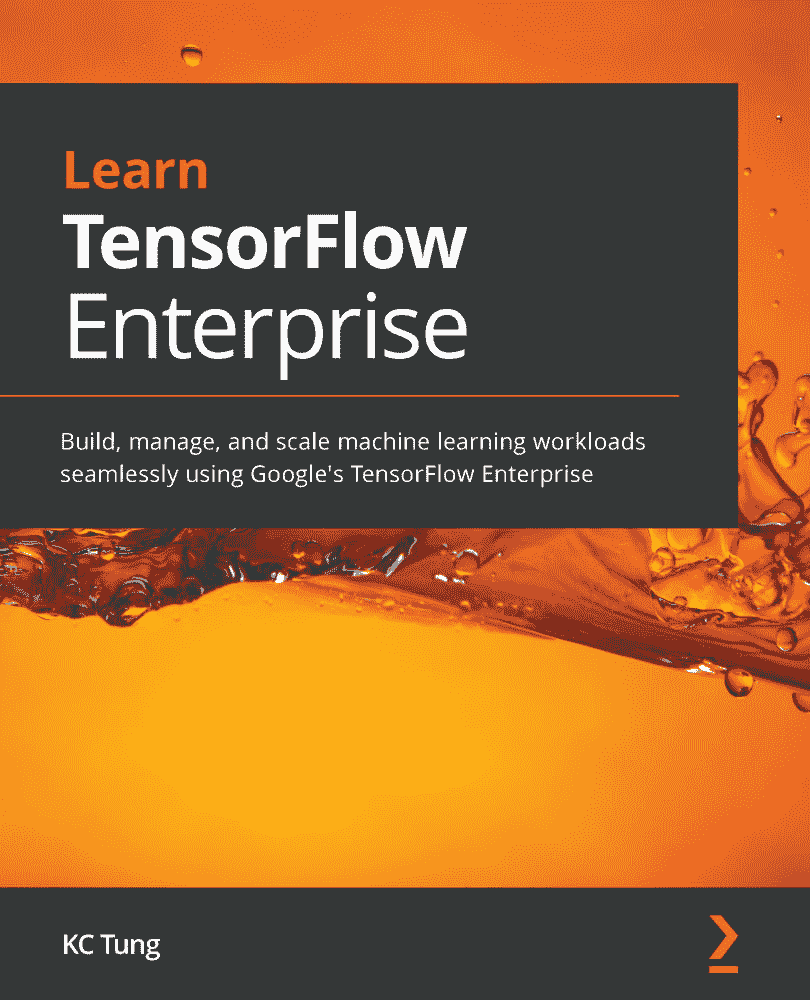 Learn
TensorFlow
Enterprise
Build, manage, and scale machine learning workloads
seamlessly using Google's TensorFlow Enterprise
KC Tung